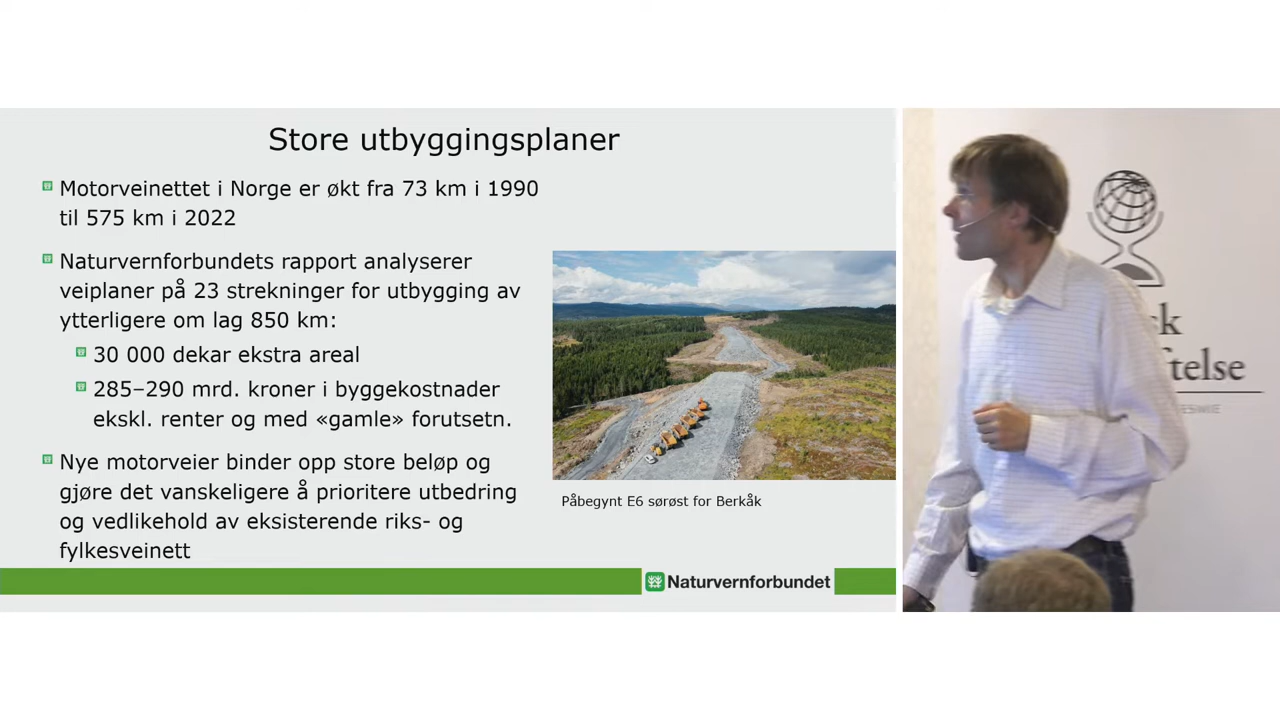 Store utbyggingsplaner
Motorveinettet i Norge er økt fra 73 km i 1990
til 575 km i 2022
Naturvernforbundets rapport analyserer
veiplaner på 23 strekninger for utbygging av
ytterligere om lag 850 km:
30 000 dekar ekstra areal
285–290 mrd. kroner i byggekostnader
ekskl. renter og med «gamle» forutsetn.
Nye motorveier binder opp store beløp og
gjøre det vanskeligere å prioritere utbedring
og vedlikehold av eksisterende riks- og
fylkesveinett
Påbegynt E6 sørøst for Berkåk
Naturvernforbundet